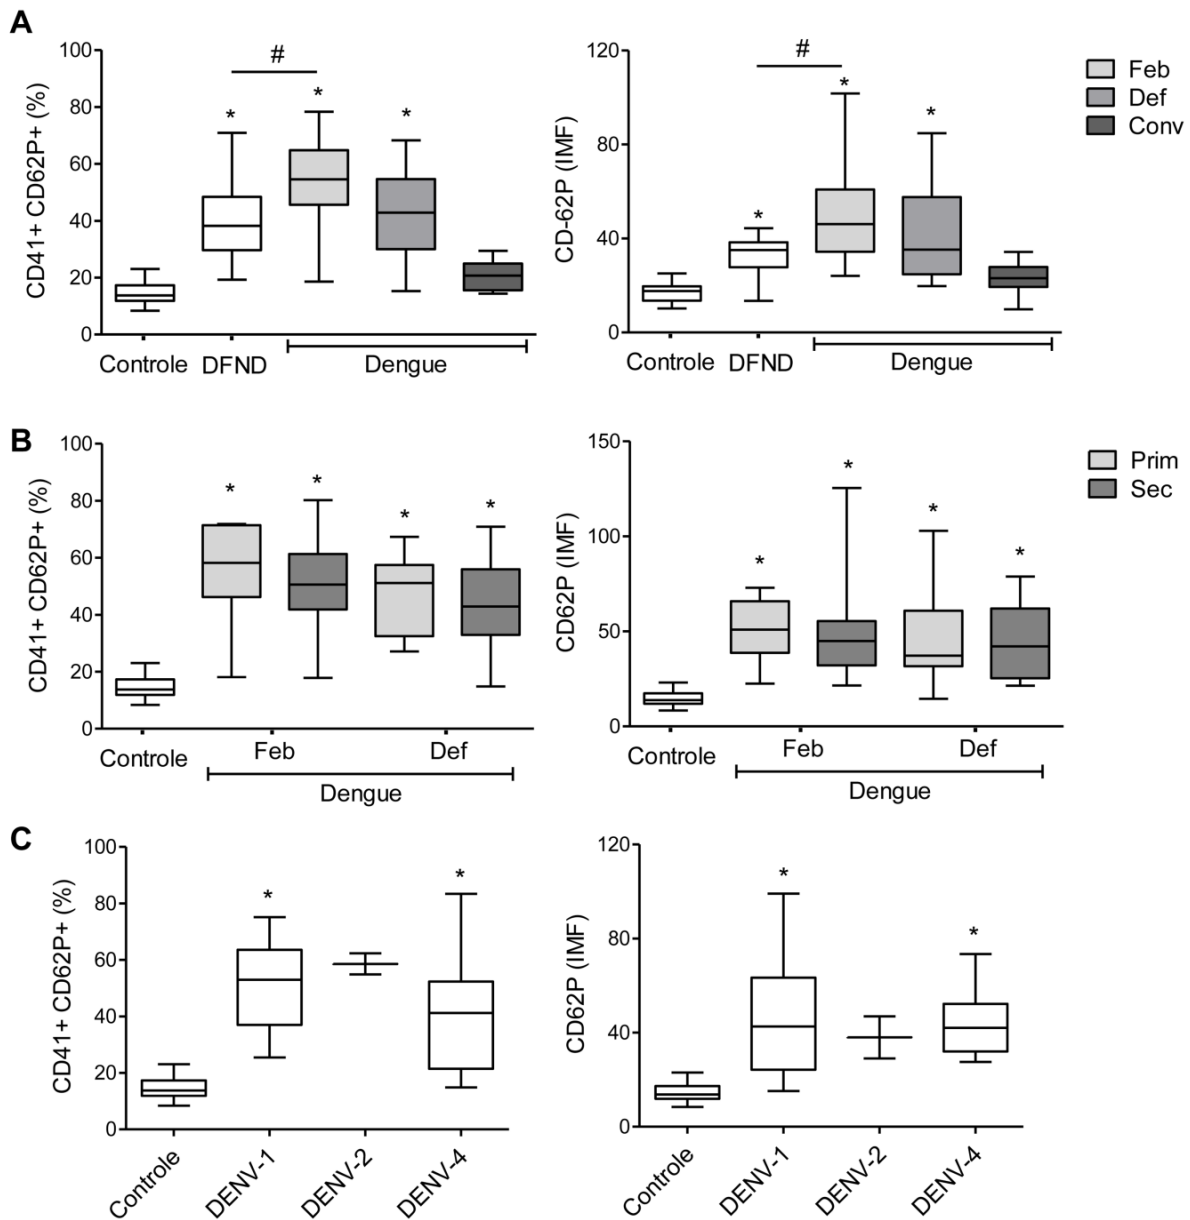 A
CD41+ CD62P+ (%)
100
80
60
40
20
0
*
#
*
*
Controle
DFND
Dengue
CD-62P (IMF)
120
80
40
0
*
#
*
*
Controle
DFND
Dengue
Feb
Def
Conv
B
CD41+ CD62P+ (%)
100
80
60
40
20
0
*
*
*
*
Controle
Feb
Def
Dengue
CD62P (IMF)
150
100
50
0
*
*
*
*
Controle
Feb
Def
Dengue
Prim
Sec
C
CD41+ CD62P+ (%)
100
80
60
40
20
0
*
*
Controle
DENV-1
DENV-2
DENV-4
CD62P (IMF)
120
80
40
0
*
*
Controle
DENV-1
DENV-2
DENV-4